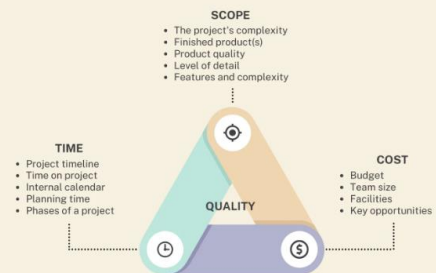 SCOPE
• The project's complexity
• Finished product(s)
• Product quality
• Level of detail
• Features and complexity
TIME
• Project timeline
• Time on project
• Internal calendar
• Planning time
• Phases of a project
COST
• Budget
• Team size
• Facilities
• Key opportunities
QUALITY
$